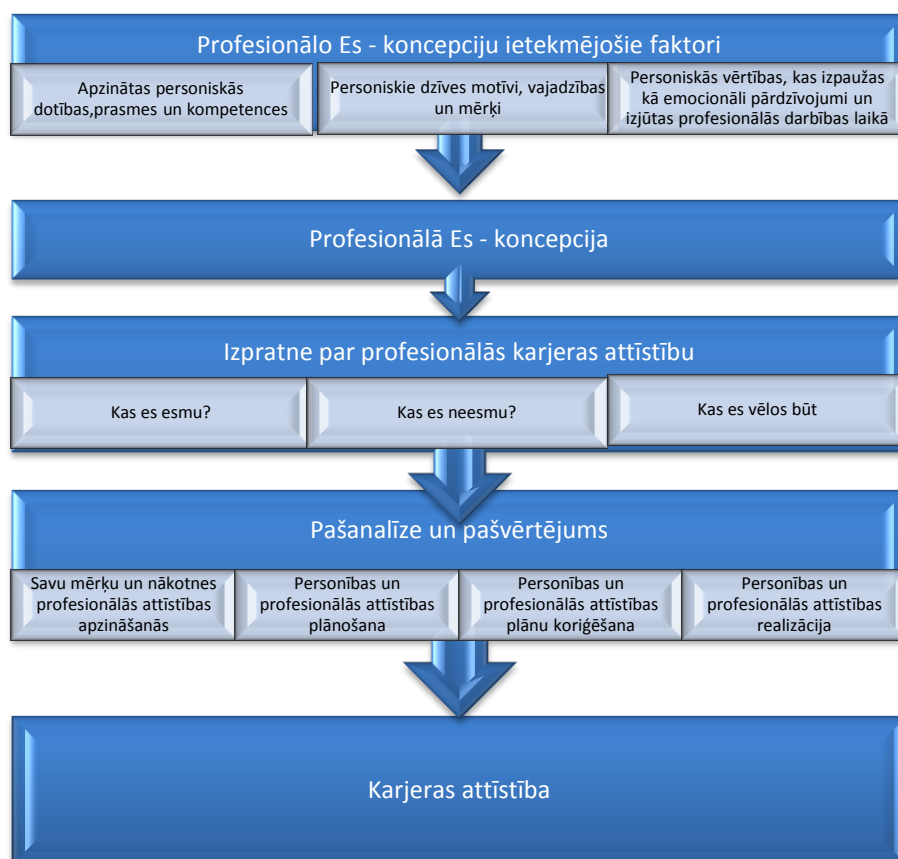 Profesionālo Es - koncepciju ietekmējošie faktori
Apzinātas personiskās
dotības,prasmes un kompetences
Personiskie dzīves motīvi, vajadzības
un mērķi
Personiskās vērtības, kas izpaužas
kā emocionāli pārdzīvojumi un
izjūtas profesionālās darbības laikā
Profesionālā Es - koncepcija
Izpratne par profesionālās karjeras attīstību
Kas es esmu?
Kas es neesmu?
Kas es vēlos būt
Pašanalīze un pašvērtējums
Savu mērķu un nākotnes
profesionālās attīstības
apzināšanās
Personības un
profesionālās attīstības
plānošana
Personības un
profesionālās attīstības
plānu koriģēšana
Personības un
profesionālās attīstības
realizācija
Karjeras attīstība